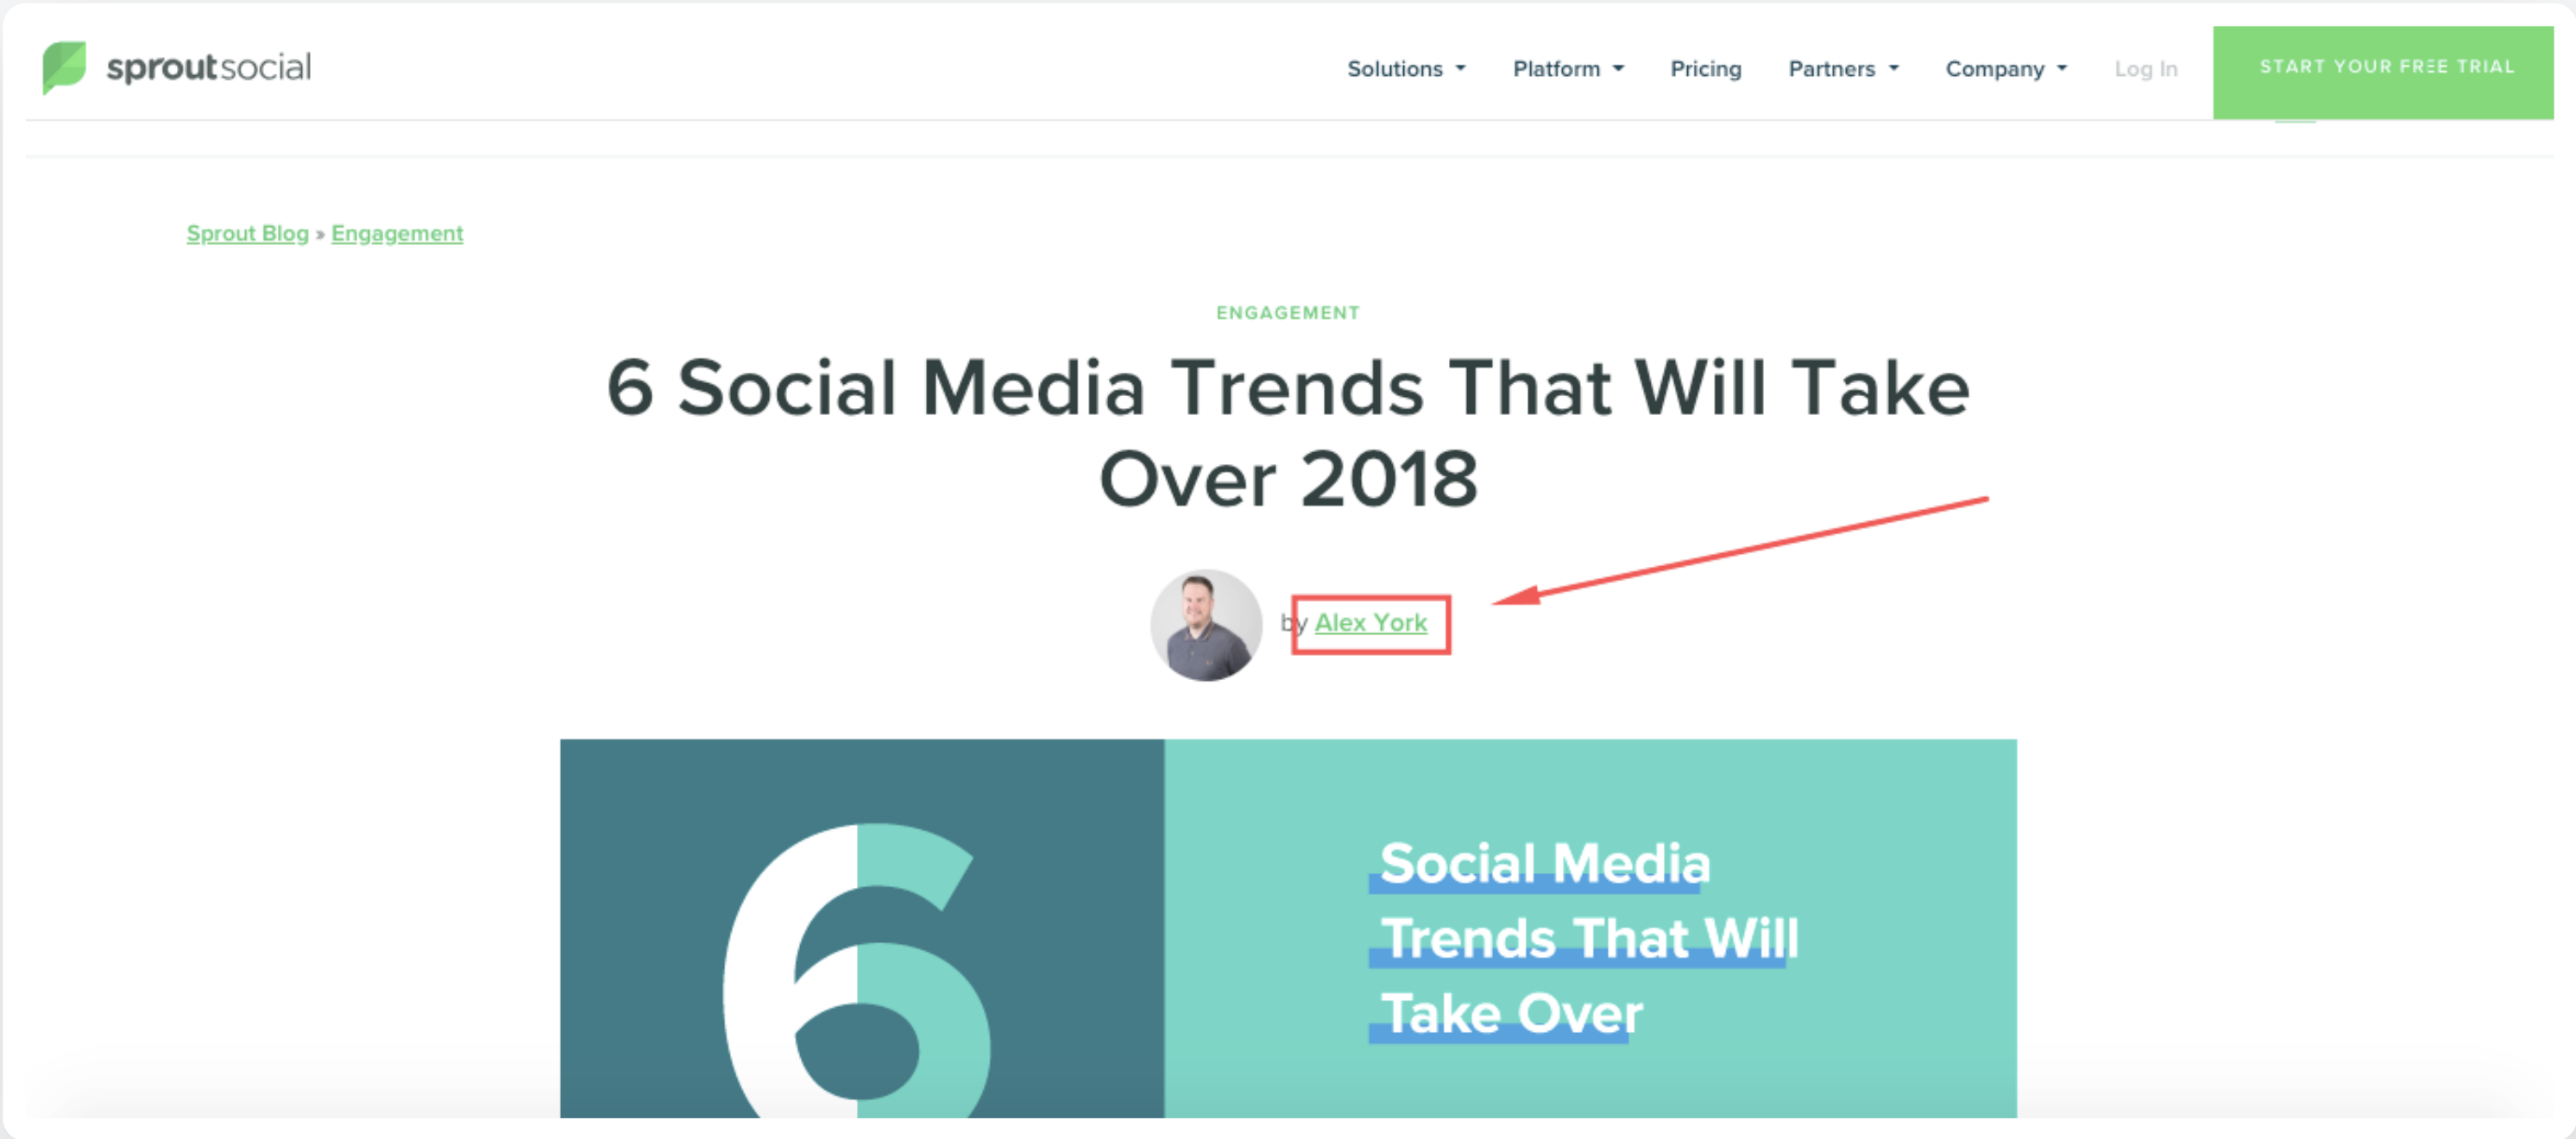 sproutsocial
Solutions Platform Pricing Partners Company Log In START YOUR FREE TRIAL
Sprout Blog » Engagement
ENGAGEMENT
6 Social Media Trends That Will Take
Over 2018
by Alex York
6
Social Media
Trends That Will
Take Over